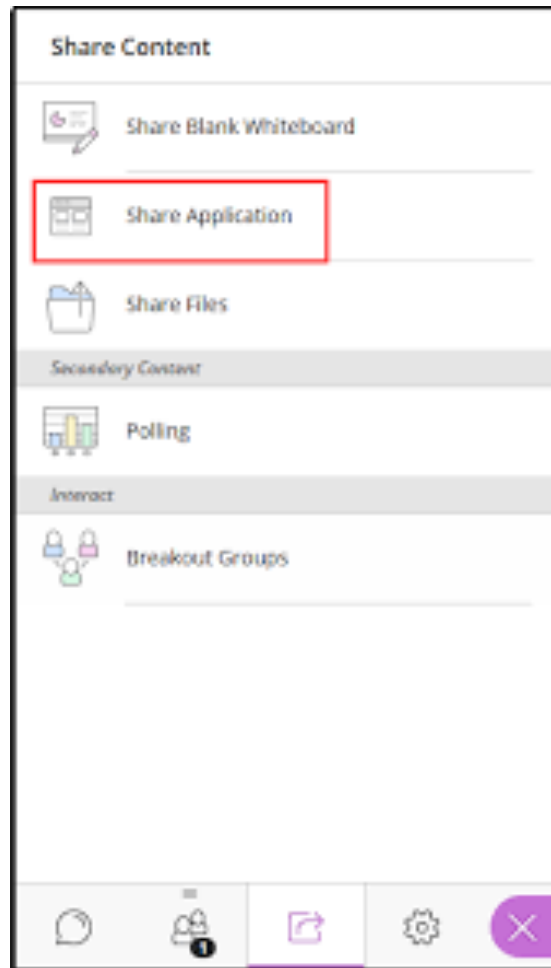 Share Content
Share Blank Whiteboard
Share Application
Share Files
Secondary Content
Polling
Interact
Breakout Groups
1